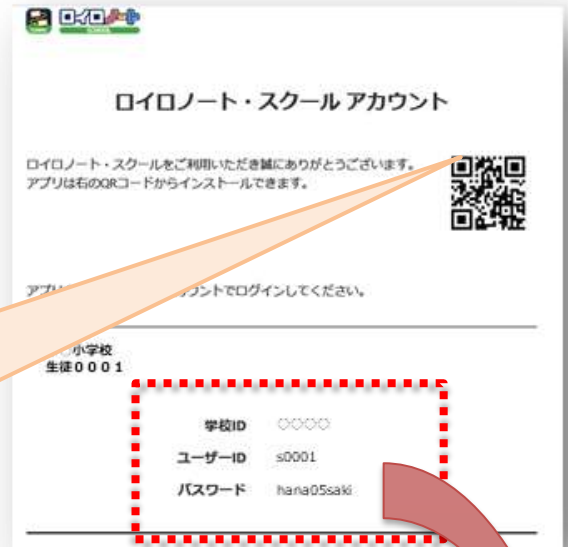 ロイロノート
SCHOOL
ロイロノート・スクール アカウント
ロイロノート・スクールをご利用いただき誠にありがとうございます。
アプリは右のQRコードからインストールできます。
アプリ ウントでログインしてください。
小学校
生徒0001
学校ID ○○○○
ユーザーID s0001
パスワード hana05saki